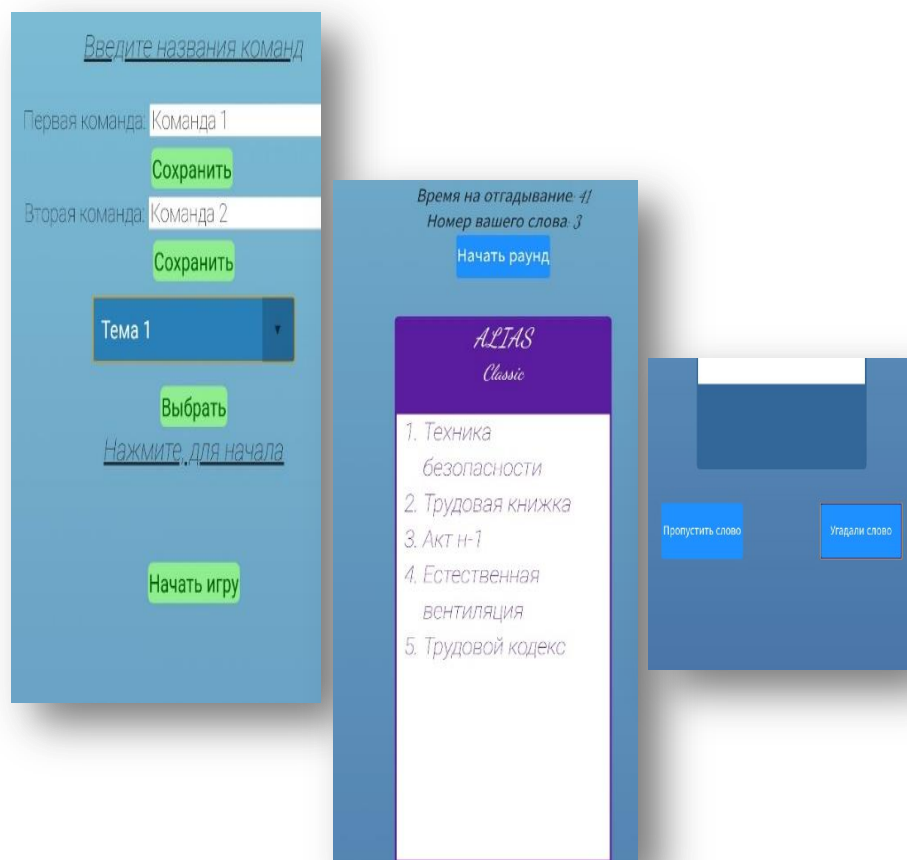 Введите названия команд
Первая команда: Команда 1
Сохранить
Вторая команда: Команда 2
Сохранить
Тема 1
Выбрать
Нажмите, для начала
Начать игру
Время на отгадывание: 41
Номер вашего слова: 3
Начать раунд
ALIAS
Classic
1. Техника
безопасности
2. Трудовая книжка
3. Акт н-1
4. Естественная
вентиляция
5. Трудовой кодекс
Пропустить слово
Угадали слово